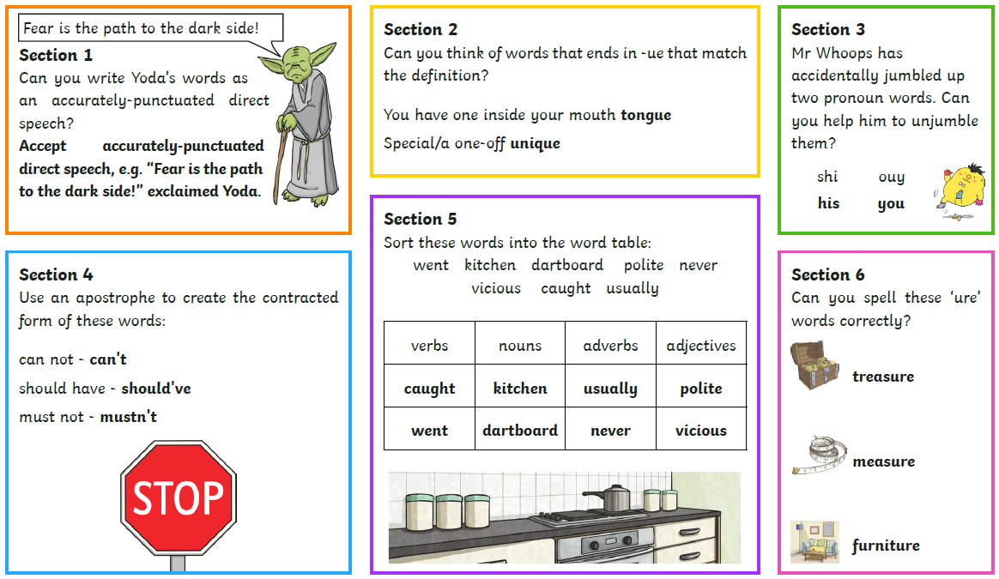 Fear is the path to the dark side!
Section 1
Can you write Yoda's words as
an accurately-punctuated direct
speech?
Accept accurately-punctuated
direct speech, e.g. “Fear is the path
to the dark side!” exclaimed Yoda.
Section 2
Can you think of words that ends in -ue that match
the definition?
You have one inside your mouth tongue
Special/a one-off unique
Section 3
Mr Whoops has
accidentally jumbled up
two pronoun words. Can
you help him to unjumble
them?
shi ouy
his you
Section 4
Use an apostrophe to create the contracted
form of these words:
can not - can't
should have - should've
must not - mustn't
STOP
Section 5
Sort these words into the word table:
went kitchen dartboard polite never
vicious caught usually
verbs nouns adverbs adjectives
caught kitchen usually polite
went dartboard never vicious
Section 6
Can you spell these ‘ure’
words correctly?
treasure
measure
furniture